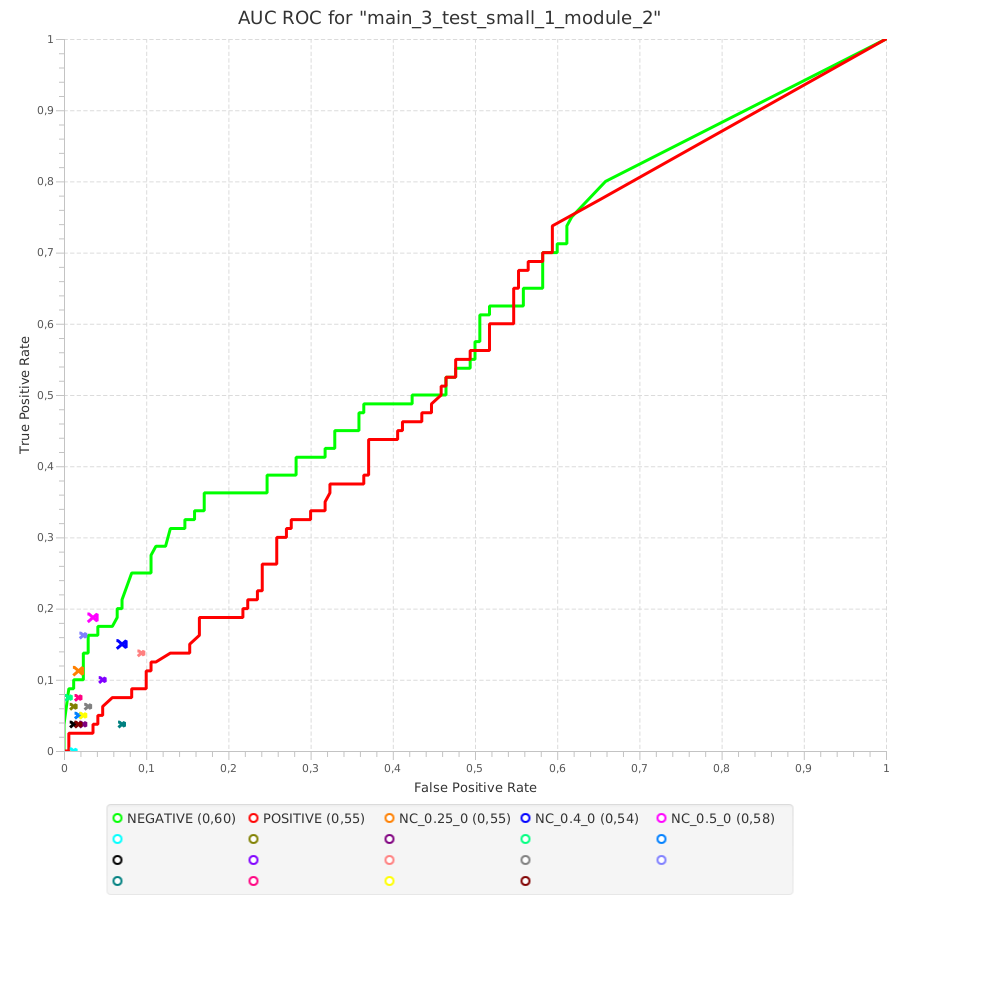 AUC ROC for "main_3_test_small_1_module_2"
1
0,9
0,8
0,7
0,6
0,5
0,4
0,3
0,2
0,1
0
True Positive Rate
0 0,1 0,2 0,3 0,4 0,5 0,6 0,7 0,8 0,9 1
False Positive Rate
NEGATIVE (0,60) POSITIVE (0,55) NC_0.25_0 (0,55) NC_0.4_0 (0,54) NC_0.5_0 (0,58)